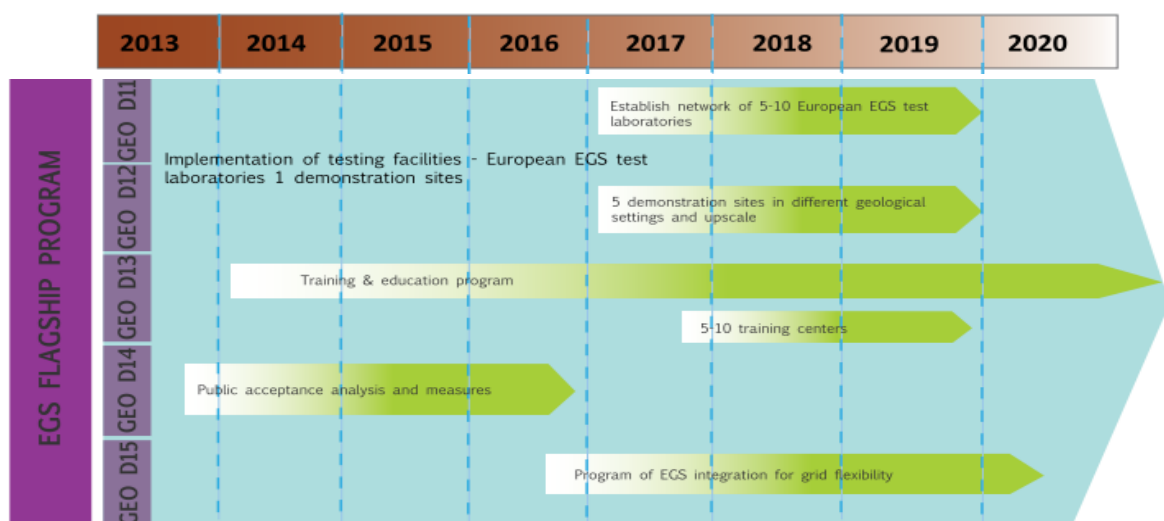 2013 2014 2015 2016 2017 2018 2019 2020
EGS FLAGSHIP PROGRAM
GEO D11
Establish network of 5-10 European EGS test
laboratories
Implementation of testing facilities - European EGS test
laboratories 1 demonstration sites
GEO D12
5 demonstration sites in different geological
settings and upscale
GEO D13
Training & education program
5-10 training centers
GEO D14
Public acceptance analysis and measures
GEO D15
Program of EGS integration for grid flexibility